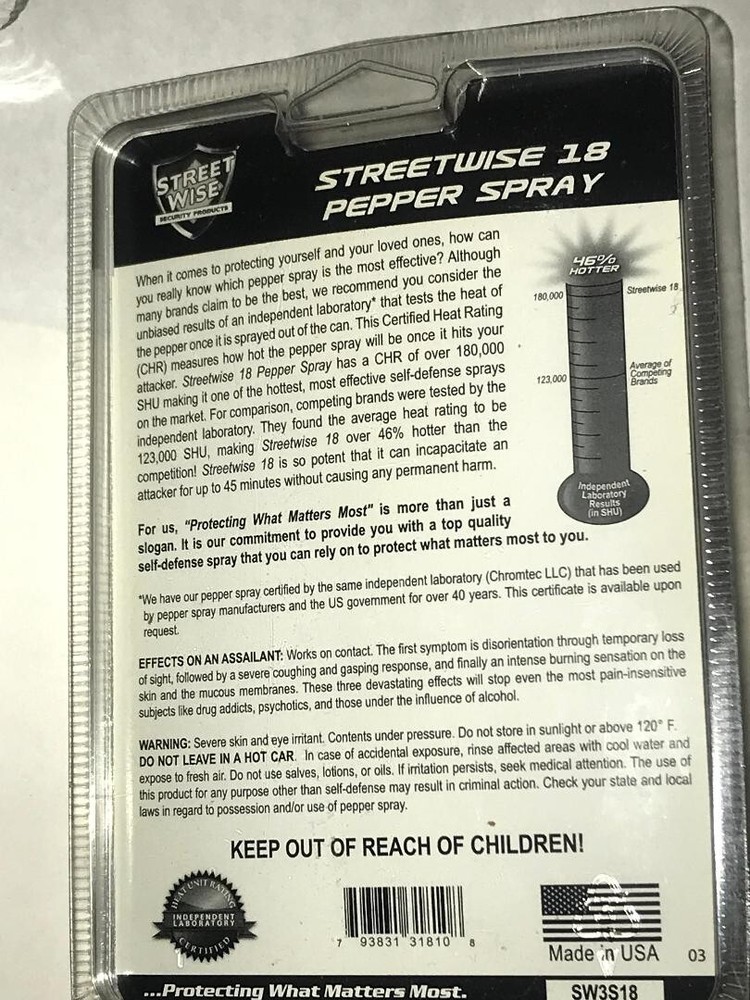 STREET
WISE
SECURITY PRODUCTS
STREETWISE 18
PEPPER SPRAY
When it comes to protecting yourself and your loved ones, how can
you really know which pepper spray is the most effective? Although
many brands claim to be the best, we recommend you consider the
unbiased results of an independent laboratory* that tests the heat of
the pepper once it is sprayed out of the can. This Certified Heat Rating
(CHR) measures how hot the pepper spray will be once it hits your
attacker. Streetwise 18 Pepper Spray has a CHR of over 180,000
SHU making it one of the hottest, most effective self-defense sprays
on the market. For comparison, competing brands were tested by the
independent laboratory. They found the average heat rating to be
123,000 SHU, making Streetwise 18 over 46% hotter than the
competition! Streetwise 18 is so potent that it can incapacitate an
attacker for up to 45 minutes without causing any permanent harm.
46%
HOTTER
180,000
Streetwise 18
123,000
Average of
Competing
Brands
Independent
Laboratory
Results
(in SHU)
For us, "Protecting What Matters Most" is more than just a
slogan. It is our commitment to provide you with a top quality
self-defense spray that you can rely on to protect what matters most to you.
*We have our pepper spray certified by the same independent laboratory (Chromtec LLC) that has been used
by pepper spray manufacturers and the US government for over 40 years. This certificate is available upon
request.
EFFECTS ON AN ASSAILANT: Works on contact. The first symptom is disorientation through temporary loss
of sight, followed by a severe coughing and gasping response, and finally an intense burning sensation on the
skin and the mucous membranes. These three devastating effects will stop even the most pain-insensitive
subjects like drug addicts, psychotics, and those under the influence of alcohol.
WARNING: Severe skin and eye irritant. Contents under pressure. Do not store in sunlight or above 120° F.
DO NOT LEAVE IN A HOT CAR. In case of accidental exposure, rinse affected areas with cool water and
expose to fresh air. Do not use salves, lotions, or oils. If irritation persists, seek medical attention. The use of
this product for any purpose other than self-defense may result in criminal action. Check your state and local
laws in regard to possession and/or use of pepper spray.
KEEP OUT OF REACH OF CHILDREN!
HEAT UNIT RATING
INDEPENDENT
LABORATORY
CERTIFIED
7 93831 31810 8
Made in USA
03
...Protecting What Matters Most.
SW3S18